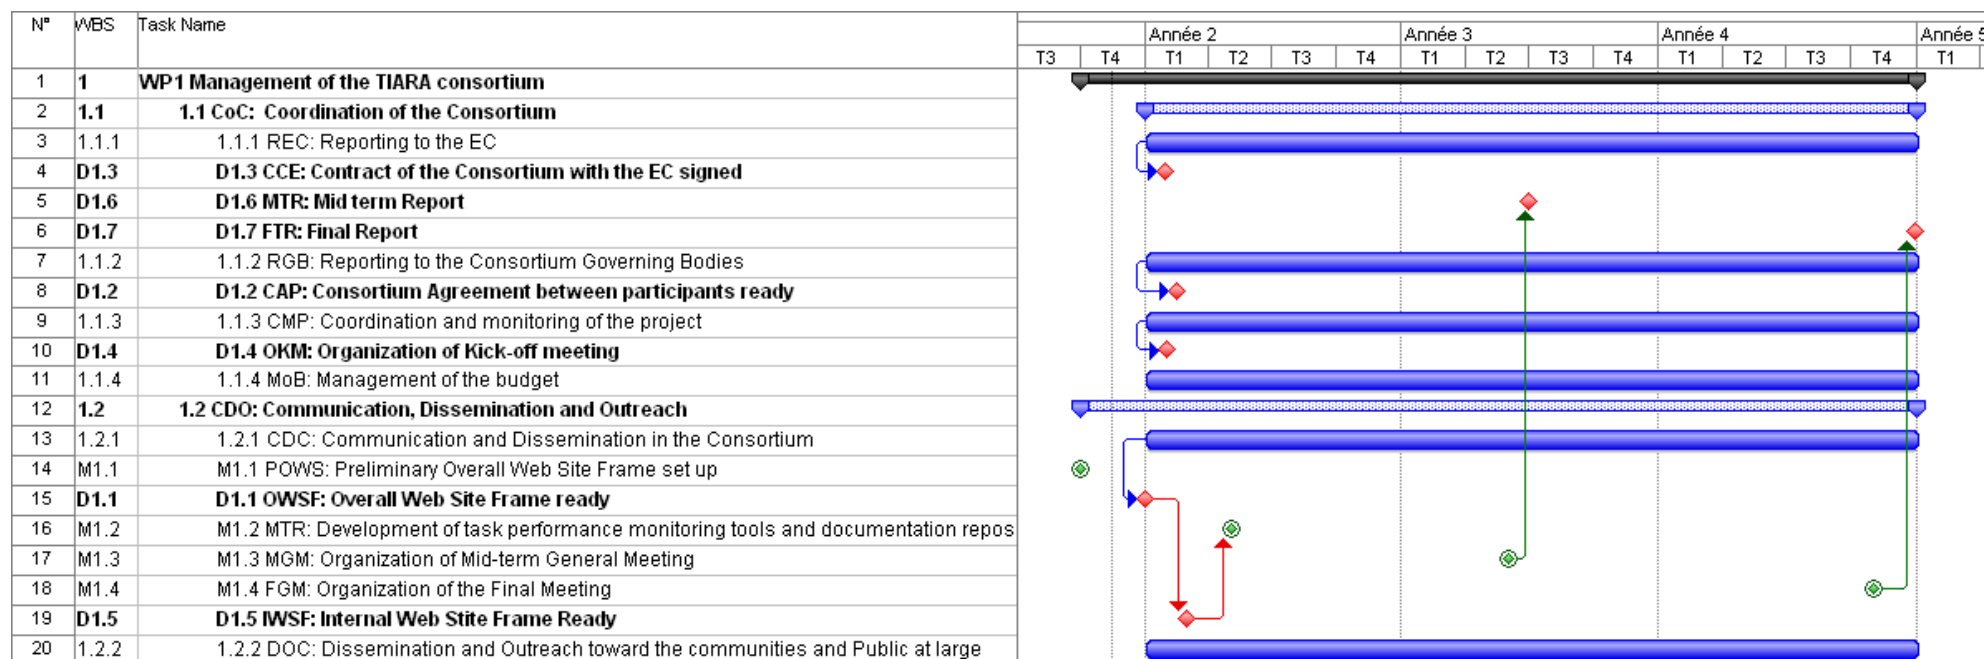 N° WBS Task Name
Année 2 Année 3 Année 4 Année 5
T3 T4 T1 T2 T3 T4 T1 T2 T3 T4 T1 T2 T3 T4 T1
1 1 WP1 Management of the TIARA consortium
2 1.1 1.1 CoC: Coordination of the Consortium
3 1.1.1 1.1.1 REC: Reporting to the EC
4 D1.3 D1.3 CCE: Contract of the Consortium with the EC signed
5 D1.6 D1.6 MTR: Mid term Report
6 D1.7 D1.7 FTR: Final Report
7 1.1.2 1.1.2 RGB: Reporting to the Consortium Governing Bodies
8 D1.2 D1.2 CAP: Consortium Agreement between participants ready
9 1.1.3 1.1.3 CMP: Coordination and monitoring of the project
10 D1.4 D1.4 OKM: Organization of Kick-off meeting
11 1.1.4 1.1.4 MoB: Management of the budget
12 1.2 1.2 CDO: Communication, Dissemination and Outreach
13 1.2.1 1.2.1 CDC: Communication and Dissemination in the Consortium
14 M1.1 M1.1 POWS: Preliminary Overall Web Site Frame set up
15 D1.1 D1.1 OWSF: Overall Web Site Frame ready
16 M1.2 M1.2 MTR: Development of task performance monitoring tools and documentation repos
17 M1.3 M1.3 MGM: Organization of Mid-term General Meeting
18 M1.4 M1.4 FGM: Organization of the Final Meeting
19 D1.5 D1.5 IWSF: Internal Web Stite Frame Ready
20 1.2.2 1.2.2 DOC: Dissemination and Outreach toward the communities and Public at large